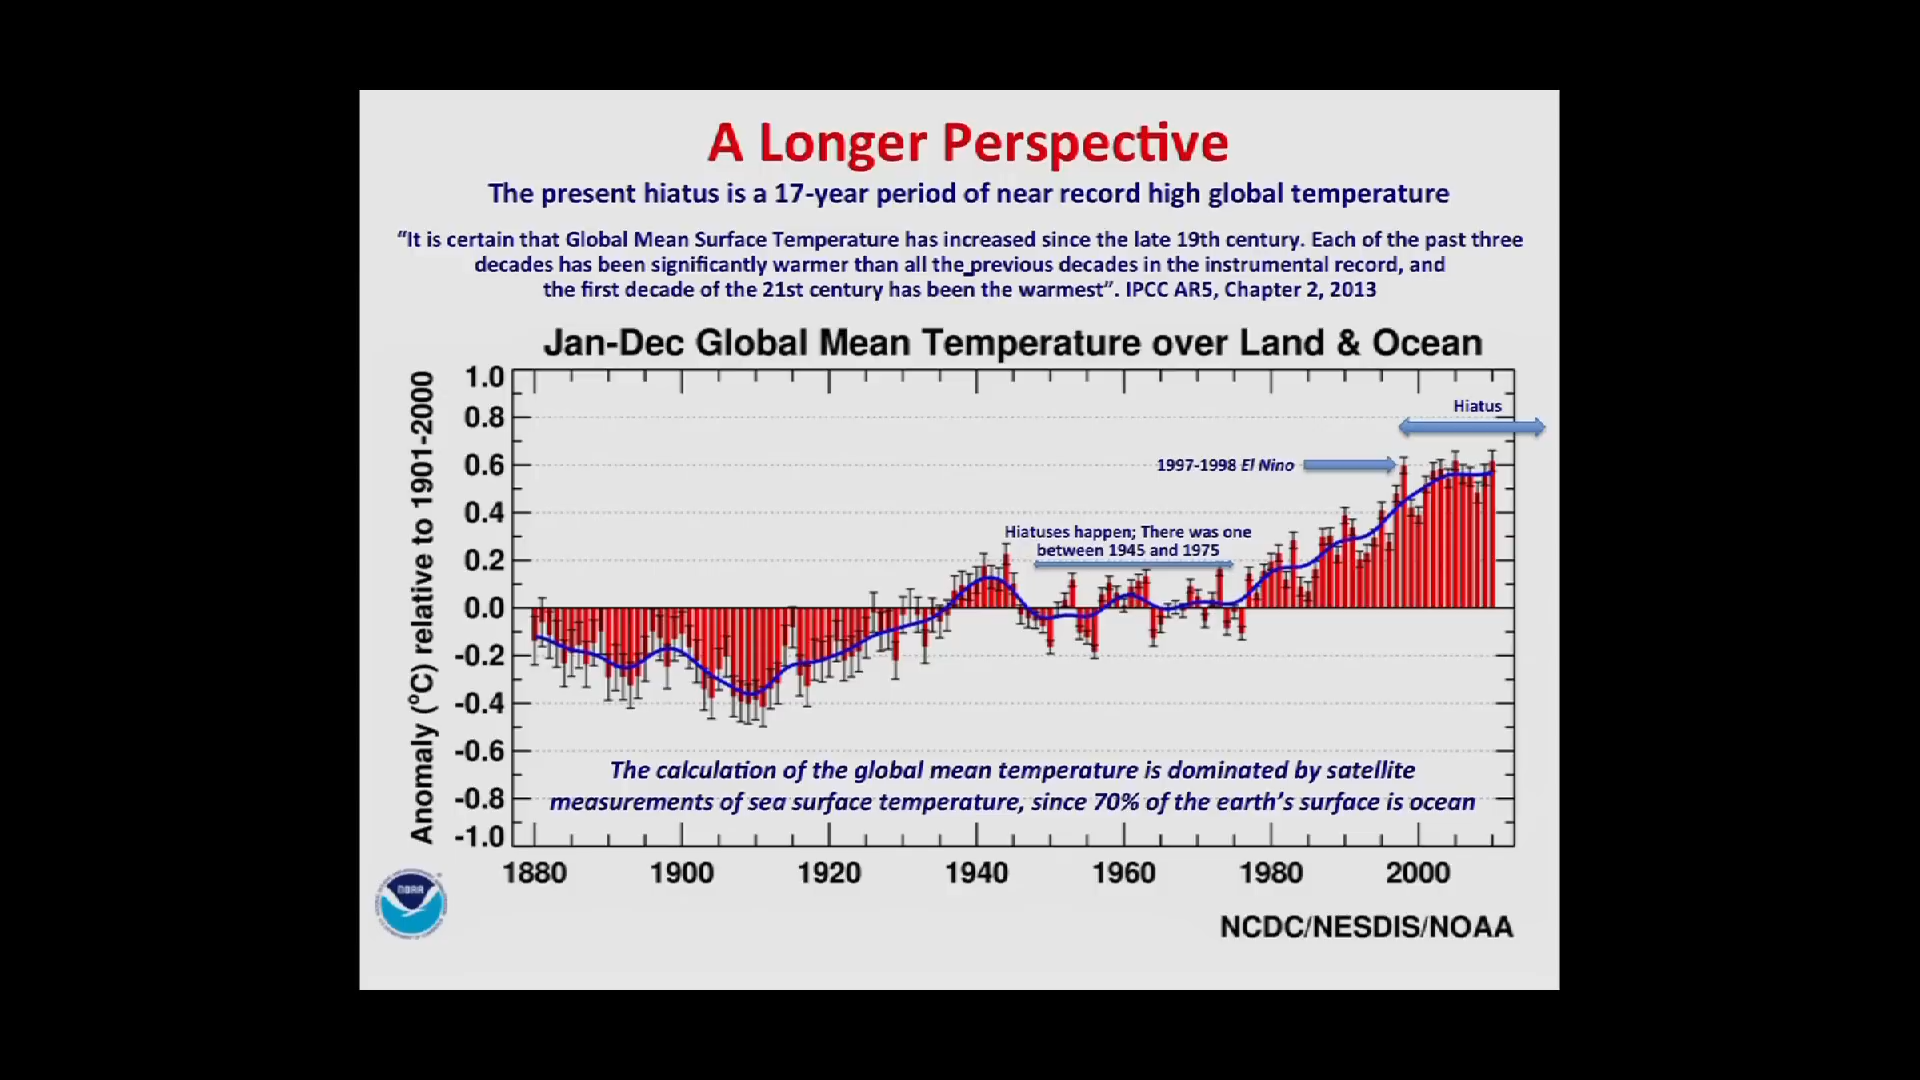 A Longer Perspective
The present hiatus is a 17-year period of near record high global temperature
“It is certain that Global Mean Surface Temperature has increased since the late 19th century. Each of the past three
decades has been significantly warmer than all the previous decades in the instrumental record, and
the first decade of the 21st century has been the warmest”. IPCC AR5, Chapter 2, 2013
Jan-Dec Global Mean Temperature over Land & Ocean
Anomaly (°C) relative to 1901-2000
1.0
0.8
0.6
0.4
0.2
0.0
-0.2
-0.4
-0.6
-0.8
-1.0
Hiatus
1997-1998 El Nino
Hiatuses happen; There was one
between 1945 and 1975
The calculation of the global mean temperature is dominated by satellite
measurements of sea surface temperature, since 70% of the earth’s surface is ocean
1880 1900 1920 1940 1960 1980 2000
NOAA
NCDC/NESDIS/NOAA